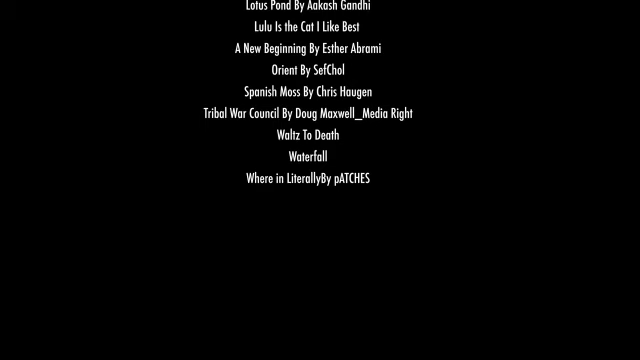 Lotus Pond By Aakash Gandhi
Lulu Is the Cat I Like Best
A New Beginning By Esther Abrami
Orient By SefChol
Spanish Moss By Chris Haugen
Tribal War Council By Doug Maxwell_Media Right
Waltz To Death
Waterfall
Where in LiterallyBy pATCHES